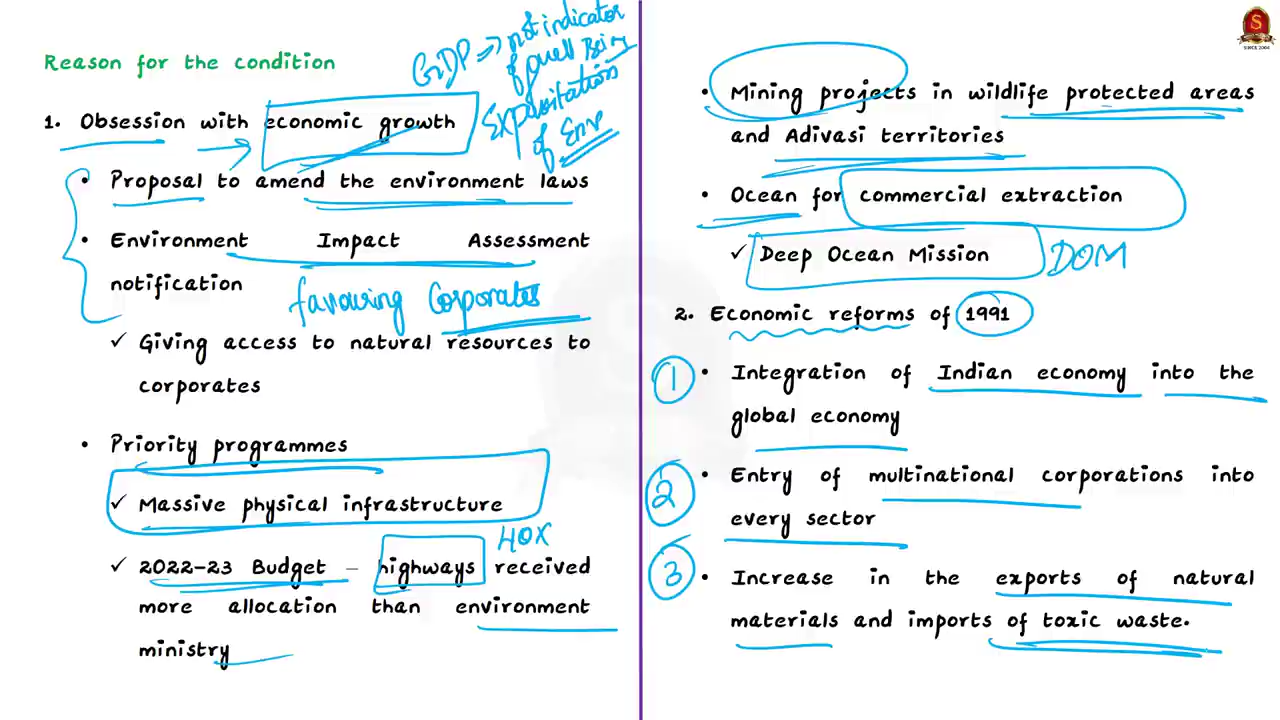 Reason for the condition
GDP => not indicator
of well Being
Exploitation
of Env
1. Obsession with economic growth
• Proposal to amend the environment laws
• Environment Impact Assessment
notification
favouring Corporates
✓ Giving access to natural resources to
corporates
• Priority programmes
✓ Massive physical infrastructure
40X
✓ 2022-23 Budget – highways received
more allocation than environment
ministry
S
SINCE 2004
• Mining projects in wildlife protected areas
and Adivasi territories
• Ocean for commercial extraction
✓ Deep Ocean Mission DOM
2. Economic reforms of 1991
1 • Integration of Indian economy into the
global economy
2 • Entry of multinational corporations into
every sector
3 • Increase in the exports of natural
materials and imports of toxic waste.